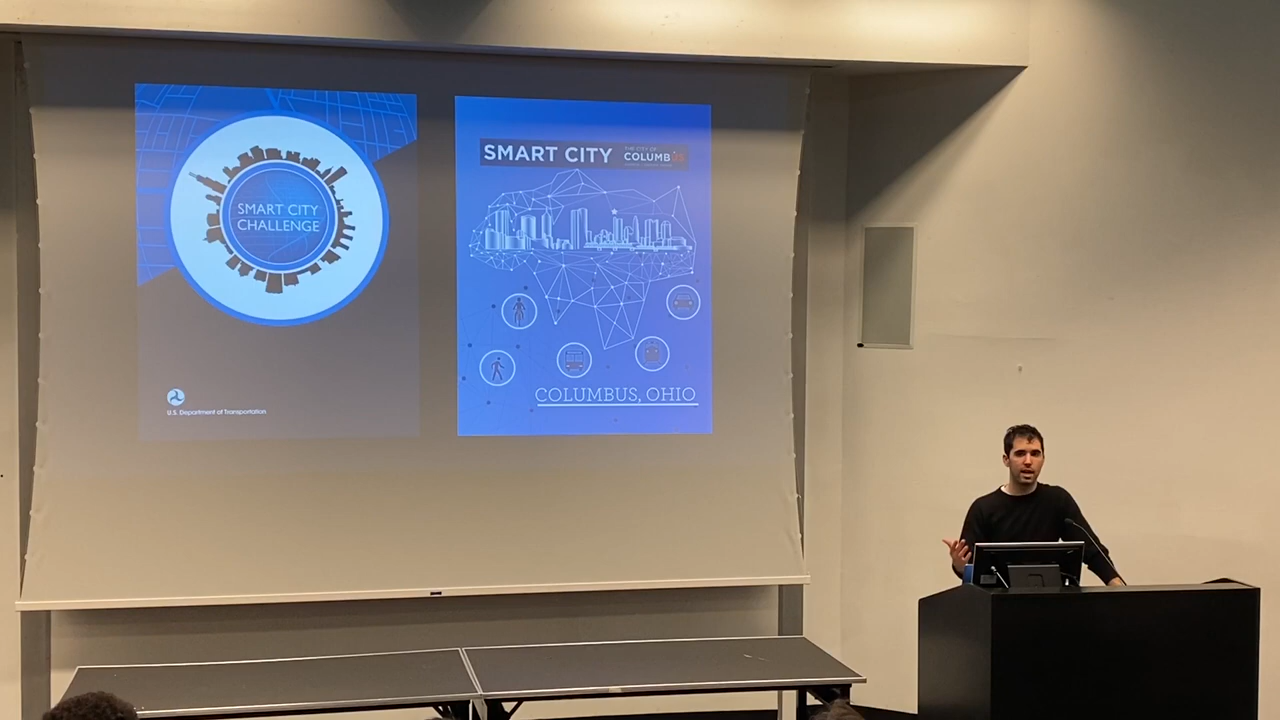 SMART CITY
CHALLENGE
U.S. Department of Transportation
SMART CITY
THE CITY OF
COLUMBUS
COLUMBUS, OHIO